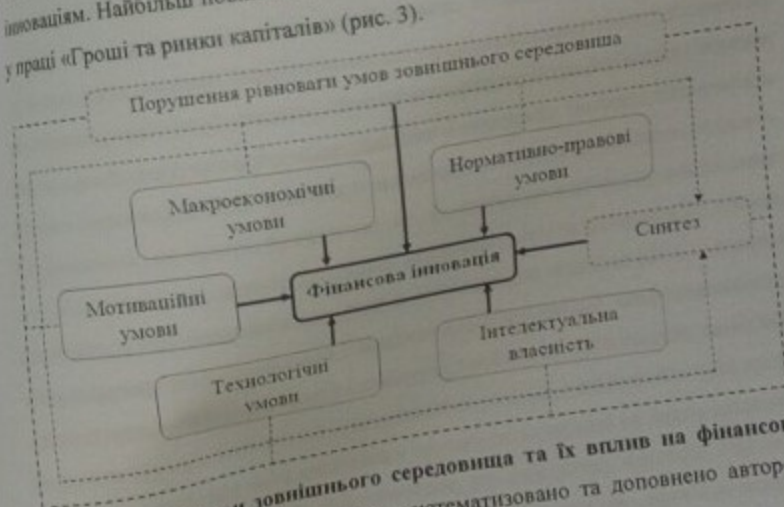 інноваціям. Найбільш
у праці «Гроші та ринки капіталів» (рис. 3).
Порушення рівноваги умов зовнішнього середовища
Макроекономічні
умови
Нормативно-правові
умови
Синтез
Фінансова інновація
Мотиваційні
умови
Інтелектуальна
власність
Технологічні
умови
зовнішнього середовища та їх вплив на фінансо
тематизовано та доповнено автор